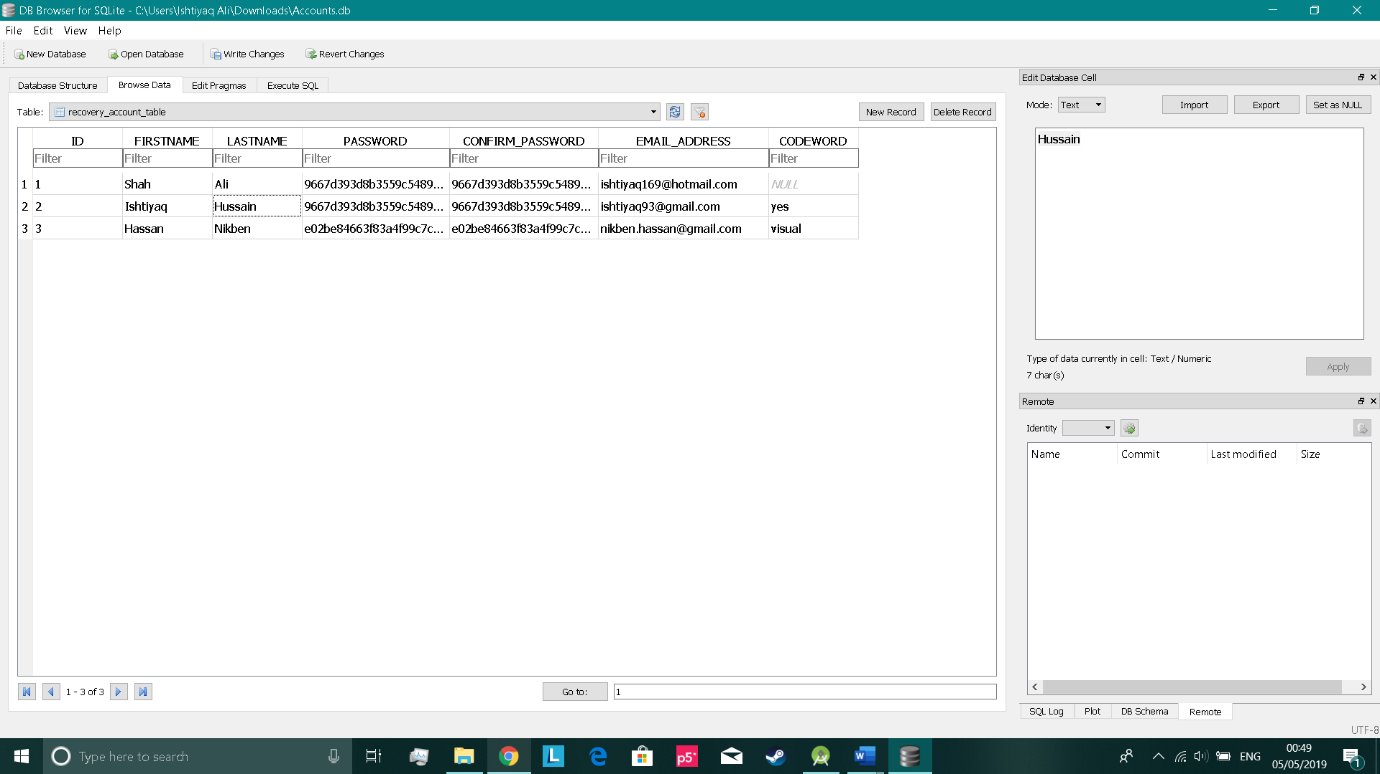 DB Browser for SQLite - C:\Users\Ishtiyaq Ali\Downloads\Accounts.db
File Edit View Help
New Database Open Database Write Changes Revert Changes
Database Structure Browse Data Edit Pragmas Execute SQL
Table: recovery_account_table New Record Delete Record
ID FIRSTNAME LASTNAME PASSWORD CONFIRM_PASSWORD EMAIL_ADDRESS CODEWORD
Filter Filter Filter Filter Filter Filter Filter
1 1 Shah Ali 9667d393d8b3559c5489... 9667d393d8b3559c5489... ishtiyaq169@hotmail.com NULL
2 2 Ishtiyaq Hussain 9667d393d8b3559c5489... 9667d393d8b3559c5489... ishtiyaq93@gmail.com yes
3 3 Hassan Nikben e02be84663f83a4f99c7c... e02be84663f83a4f99c7c... nikben.hassan@gmail.com visual
1 - 3 of 3 Go to: 1
Edit Database Cell
Mode: Text Import Export Set as NULL
Hussain
Type of data currently in cell: Text / Numeric
7 char(s)
Apply
Remote
Identity
Name Commit Last modified Size
SQL Log Plot DB Schema Remote
UTF-8
Type here to search
L p5* W ENG 00:49
05/05/2019
1